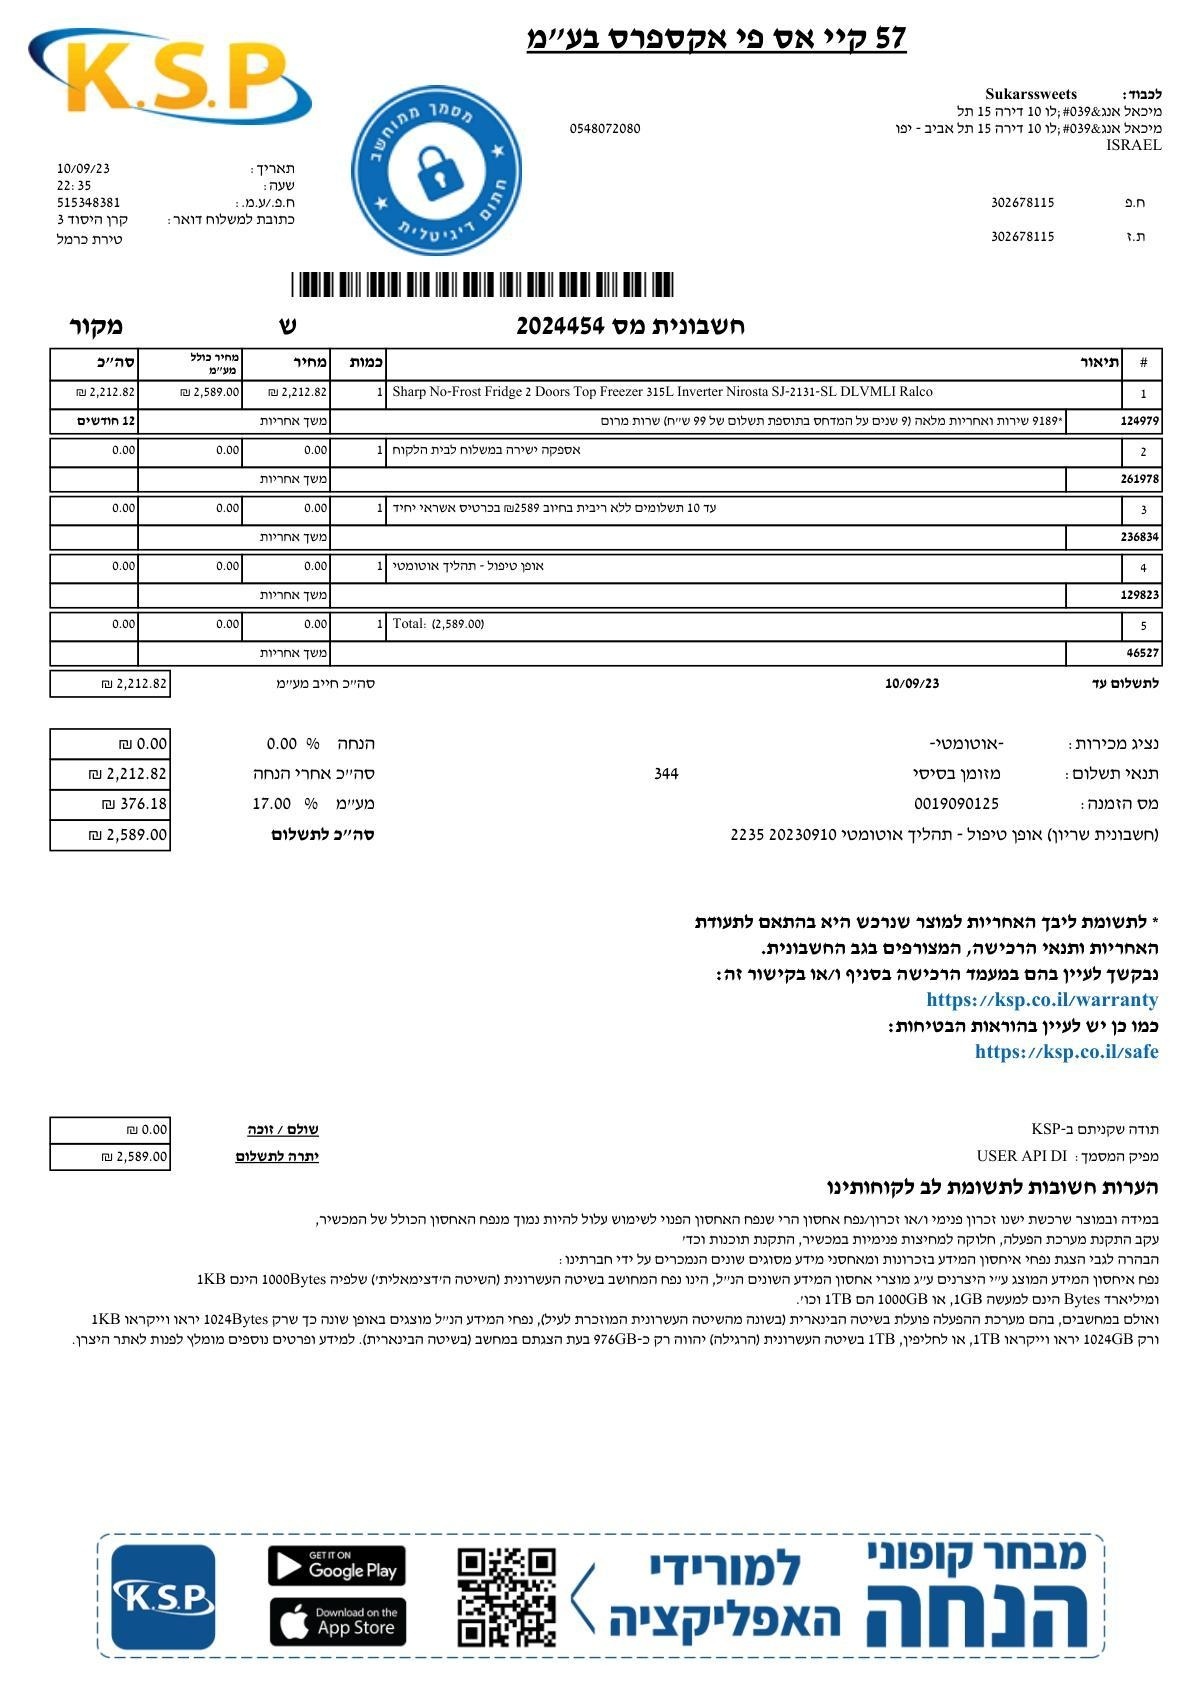 K.S.P
57 קיי אס פי אקספרס בע"מ
לכבוד: Sukarssweets
מיכאל אנג&#039;לו 10 דירה 15 תל
מיכאל אנג&#039;לו 10 דירה 15 תל אביב - יפו 0548072080
ISRAEL
ח.פ 302678115
ת.ז 302678115
מסמך ממוחשב
חתום דיגיטלית
תאריך: 10/09/23
שעה: 22:35
ח.פ./ע.מ.: 515348381
כתובת למשלוח דואר: קרן היסוד 3
טירת כרמל
חשבונית מס 2024454 ש מקור
# תיאור כמות מחיר מחיר כולל מע"מ סה"כ
1 Sharp No-Frost Fridge 2 Doors Top Freezer 315L Inverter Nirosta SJ-2131-SL DLVMLI Ralco 1 ₪ 2,212.82 ₪ 2,589.00 ₪ 2,212.82
124979 *9189 שירות ואחריות מלאה (9 שנים על המדחס בתוספת תשלום של 99 ש"ח) שרות מרום משך אחריות 12 חודשים
2 אספקה ישירה במשלוח לבית הלקוח 1 0.00 0.00 0.00
261978 משך אחריות
3 עד 10 תשלומים ללא ריבית בחיוב 2589₪ בכרטיס אשראי יחיד 1 0.00 0.00 0.00
236834 משך אחריות
4 אופן טיפול - תהליך אוטומטי 1 0.00 0.00 0.00
129823 משך אחריות
5 Total: (2,589.00) 1 0.00 0.00 0.00
46527 משך אחריות
לתשלום עד 10/09/23 סה"כ חייב מע"מ ₪ 2,212.82
נציג מכירות: -אוטומטי- הנחה % 0.00 ₪ 0.00
תנאי תשלום: מזומן בסיסי 344 סה"כ אחרי הנחה ₪ 2,212.82
מס הזמנה: 0019090125 מע"מ % 17.00 ₪ 376.18
(חשבונית שריון) אופן טיפול - תהליך אוטומטי 20230910 2235 סה"כ לתשלום ₪ 2,589.00
* לתשומת ליבך האחריות למוצר שנרכש היא בהתאם לתעודת
האחריות ותנאי הרכישה, המצורפים בגב החשבונית.
נבקשך לעיין בהם במעמד הרכישה בסניף ו/או בקישור זה:
https://ksp.co.il/warranty
כמו כן יש לעיין בהוראות הבטיחות:
https://ksp.co.il/safe
תודה שקניתם ב-KSP שולם / זוכה ₪ 0.00
מפיק המסמך: USER API DI יתרה לתשלום ₪ 2,589.00
הערות חשובות לתשומת לב לקוחותינו
במידה ובמוצר שרכשת ישנו זכרון פנימי ו/או זכרון/נפח אחסון הרי שנפח האחסון הפנוי לשימוש עלול להיות נמוך מנפח האחסון הכולל של המכשיר,
עקב התקנת מערכת הפעלה, חלוקה למחיצות פנימיות במכשיר, התקנת תוכנות וכד'
הבהרה לגבי הצגת נפחי איחסון המידע בזכרונות ומאחסני מידע מסוגים שונים הנמכרים על ידי חברתינו:
נפח איחסון המידע המוצג ע"י היצרנים ע"ג מוצרי אחסון המידע השונים הנ"ל, הינו נפח המחושב בשיטה העשרונית (השיטה ה'דצימאלית') שלפיה 1000Bytes הינם 1KB
ומיליארד Bytes הינם למעשה 1GB, או 1000GB הם 1TB וכו'.
ואולם במחשבים, בהם מערכת ההפעלה פועלת בשיטה הבינארית (בשונה מהשיטה העשרונית המוזכרת לעיל), נפחי המידע הנ"ל מוצגים באופן שונה כך שרק 1024Bytes יראו וייקראו 1KB
ורק 1024GB יראו וייקראו 1TB, או לחליפין, 1TB בשיטה העשרונית (הרגילה) יהווה רק כ-976GB בעת הצגתם במחשב (בשיטה הבינארית). למידע ופרטים נוספים מומלץ לפנות לאתר היצרן.
מבחר קופוני
הנחה
למורידי
האפליקציה
GET IT ON
Google Play
Download on the
App Store
K.S.P